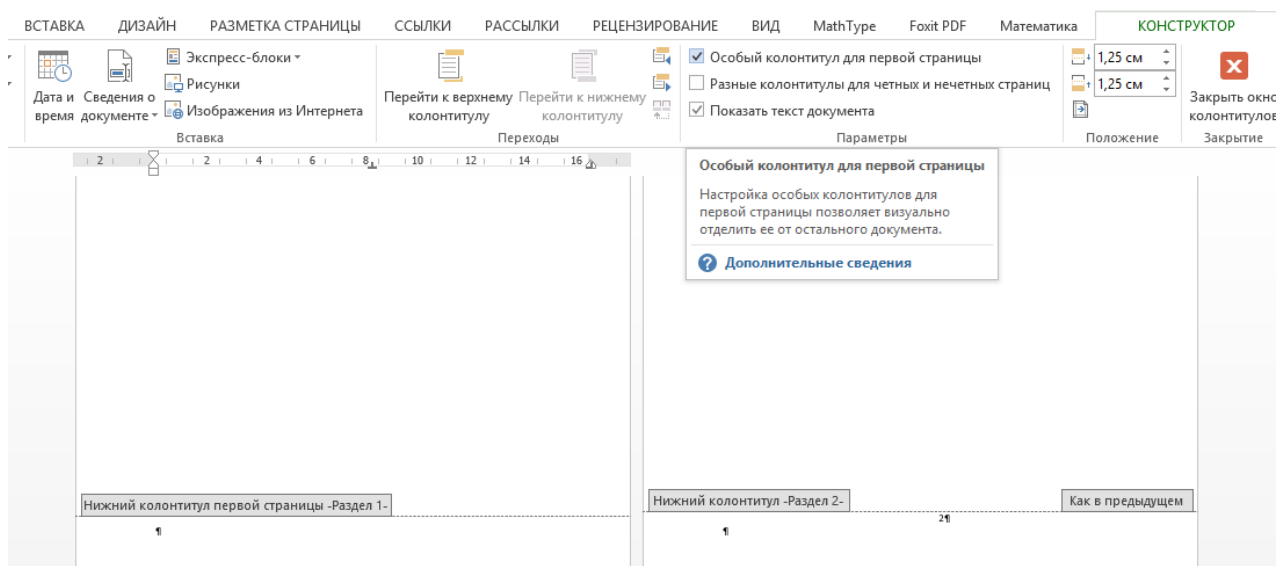 ВСТАВКА ДИЗАЙН РАЗМЕТКА СТРАНИЦЫ ССЫЛКИ РАССЫЛКИ РЕЦЕНЗИРОВАНИЕ ВИД MathType Foxit PDF Математика КОНСТРУКТОР
Дата и время
Сведения о документе
Экспресс-блоки
Рисунки
Изображения из Интернета
Вставка
Перейти к верхнему колонтитулу
Перейти к нижнему колонтитулу
Переходы
Особый колонтитул для первой страницы
Разные колонтитулы для четных и нечетных страниц
Показать текст документа
Параметры
1,25 см
1,25 см
Положение
Закрыть окно колонтитулов
Закрытие
2 2 4 6 8 10 12 14 16
Особый колонтитул для первой страницы
Настройка особых колонтитулов для
первой страницы позволяет визуально
отделить ее от остального документа.
Дополнительные сведения
Нижний колонтитул первой страницы -Раздел 1-
¶
Нижний колонтитул -Раздел 2-
Как в предыдущем
2¶
¶